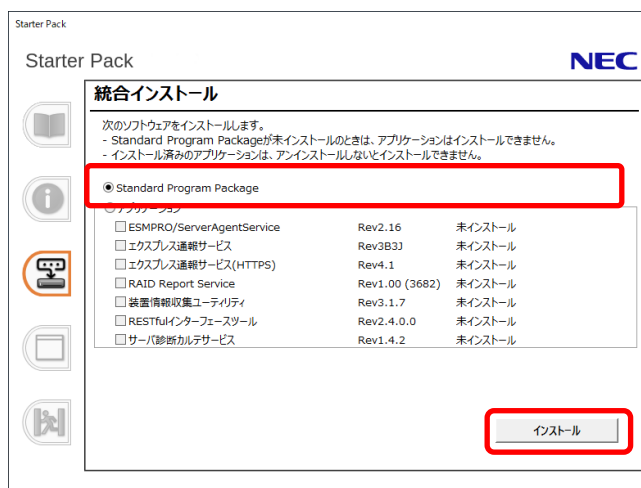 Starter Pack
Starter Pack
NEC
統合インストール
次のソフトウェアをインストールします。
- Standard Program Packageが未インストールのときは、アプリケーションはインストールできません。
- インストール済みのアプリケーションは、アンインストールしないとインストールできません。
Standard Program Package
アプリケーション
ESMPRO/ServerAgentService Rev2.16 未インストール
エクスプレス通報サービス Rev3B3J 未インストール
エクスプレス通報サービス(HTTPS) Rev4.1 未インストール
RAID Report Service Rev1.00 (3682) 未インストール
装置情報収集ユーティリティ Rev3.1.7 未インストール
RESTfulインターフェースツール Rev2.4.0.0 未インストール
サーバ診断カルテサービス Rev1.4.2 未インストール
インストール